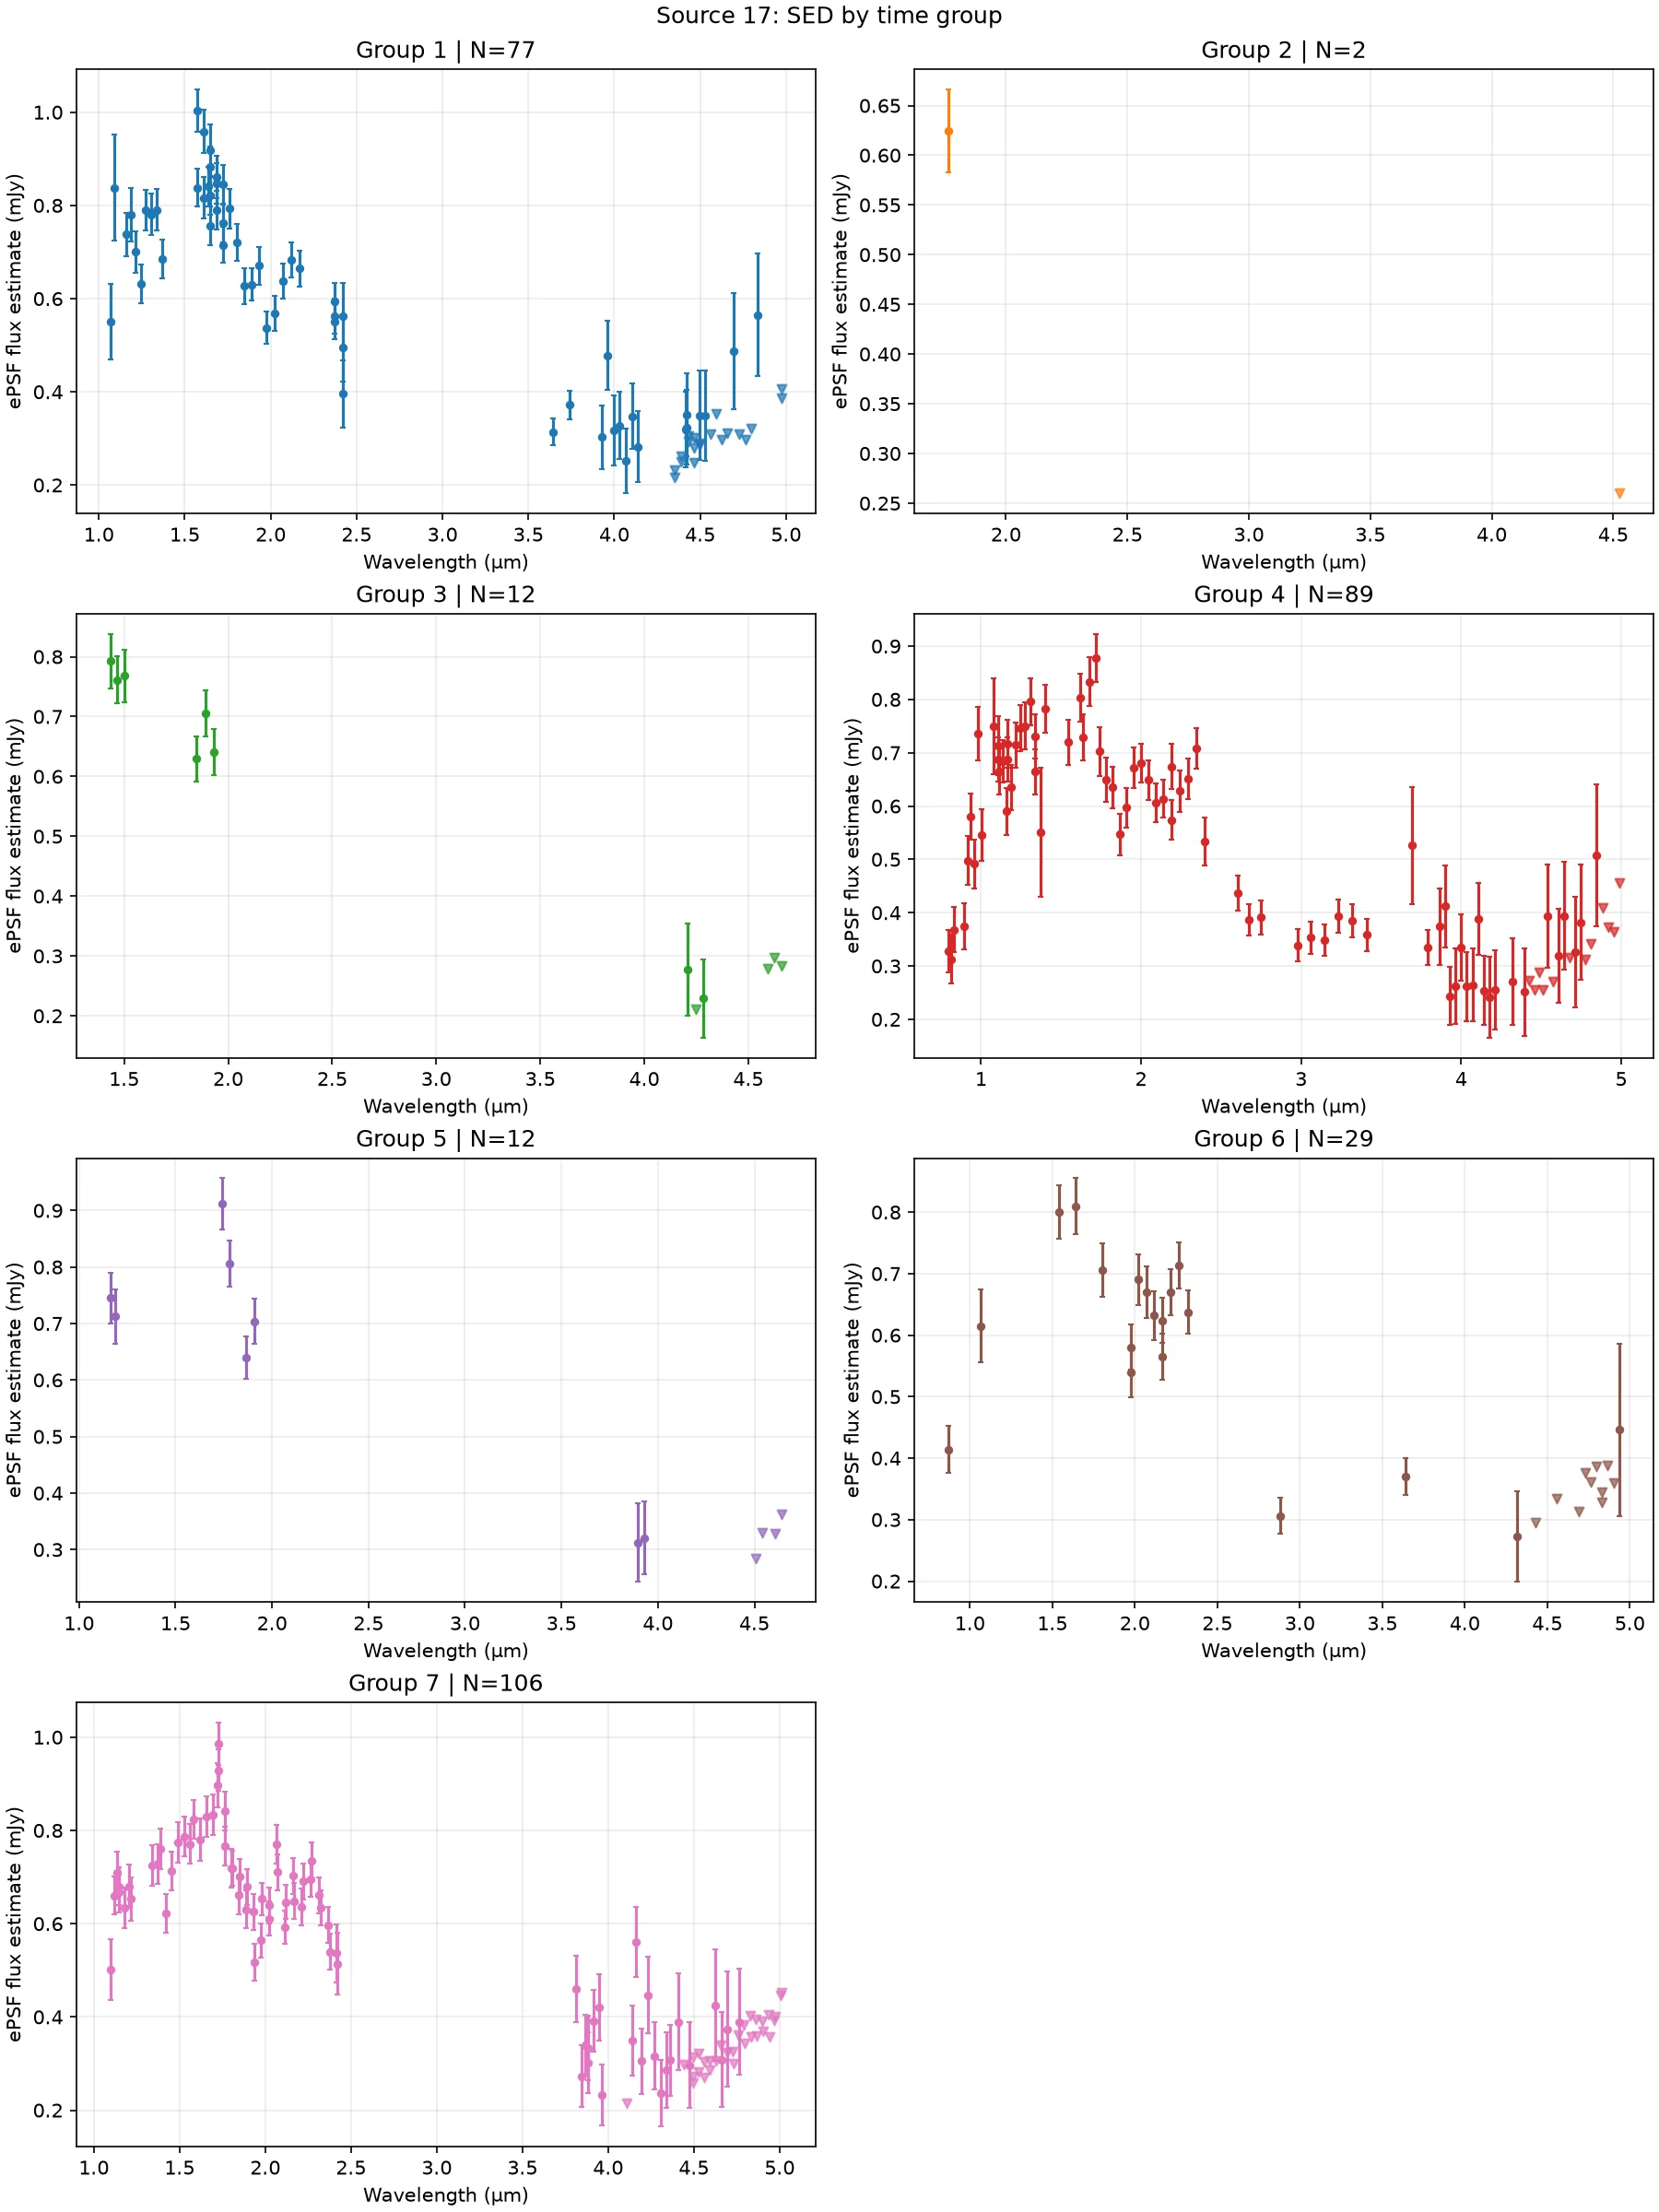 Source 17: SED by time group
Group 1 | N=77
ePSF flux estimate (mJy)
1.0
0.8
0.6
0.4
0.2
1.0 1.5 2.0 2.5 3.0 3.5 4.0 4.5 5.0
Wavelength (µm)
Group 2 | N=2
ePSF flux estimate (mJy)
0.65
0.60
0.55
0.50
0.45
0.40
0.35
0.30
0.25
2.0 2.5 3.0 3.5 4.0 4.5
Wavelength (µm)
Group 3 | N=12
ePSF flux estimate (mJy)
0.8
0.7
0.6
0.5
0.4
0.3
0.2
1.5 2.0 2.5 3.0 3.5 4.0 4.5
Wavelength (µm)
Group 4 | N=89
ePSF flux estimate (mJy)
0.9
0.8
0.7
0.6
0.5
0.4
0.3
0.2
1 2 3 4 5
Wavelength (µm)
Group 5 | N=12
ePSF flux estimate (mJy)
0.9
0.8
0.7
0.6
0.5
0.4
0.3
1.0 1.5 2.0 2.5 3.0 3.5 4.0 4.5
Wavelength (µm)
Group 6 | N=29
ePSF flux estimate (mJy)
0.8
0.7
0.6
0.5
0.4
0.3
0.2
1.0 1.5 2.0 2.5 3.0 3.5 4.0 4.5 5.0
Wavelength (µm)
Group 7 | N=106
ePSF flux estimate (mJy)
1.0
0.8
0.6
0.4
0.2
1.0 1.5 2.0 2.5 3.0 3.5 4.0 4.5 5.0
Wavelength (µm)